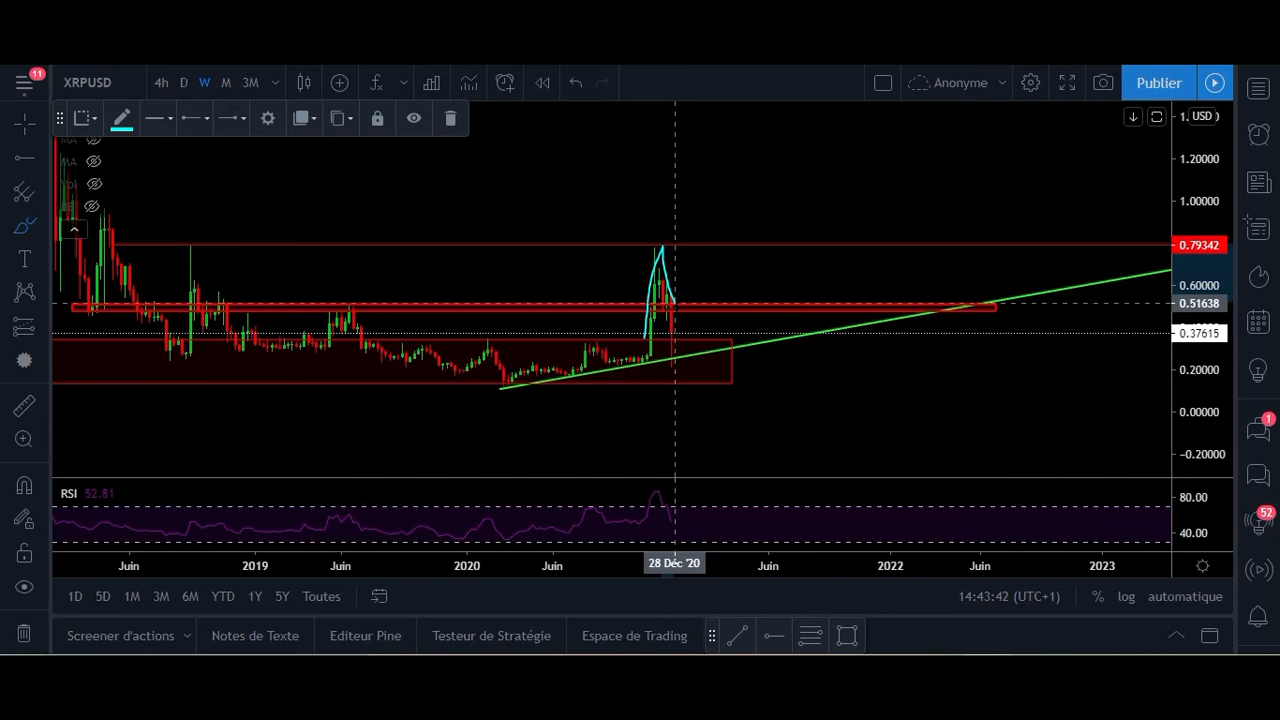 11
XRPUSD
4h D W M 3M
Anonyme
Publier
USD
MA
MA
Vol
1.20000
1.00000
0.79342
0.60000
0.51638
0.37615
0.20000
0.00000
-0.20000
RSI 52.81
80.00
40.00
Juin 2019 Juin 2020 Juin 28 Déc '20 Juin 2022 Juin 2023
1D 5D 1M 3M 6M YTD 1Y 5Y Toutes
14:43:42 (UTC+1) % log automatique
Screener d'actions Notes de Texte Editeur Pine Testeur de Stratégie Espace de Trading
1
52